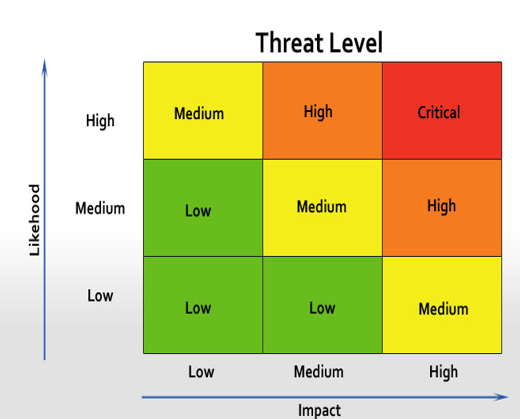 Threat Level
High
Medium
High
Critical
Medium
Low
Medium
High
Likehood
Low
Low
Low
Medium
Low
Medium
High
Impact